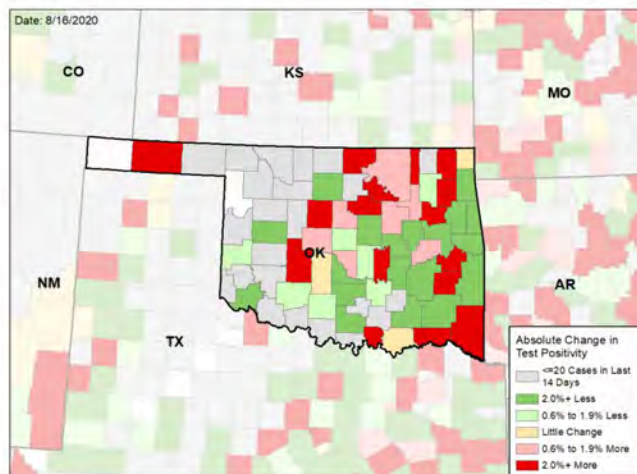 Date: 8/16/2020
CO
KS
MO
NM
OK
AR
TX
Absolute Change in
Test Positivity
<=20 Cases in Last
14 Days
2.0%+ Less
0.6% to 1.9% Less
Little Change
0.6% to 1.9% More
2.0%+ More